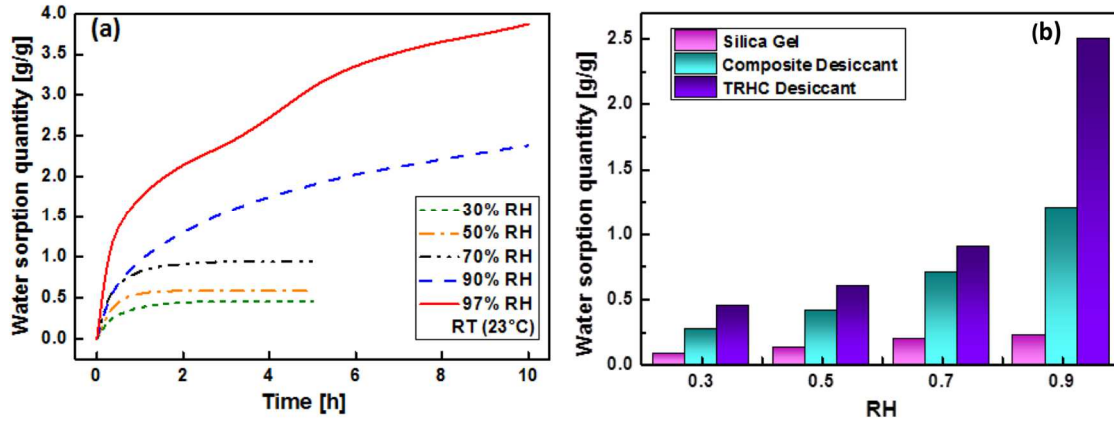 (a)
Water sorption quantity [g/g]
4.0
3.5
3.0
2.5
2.0
1.5
1.0
0.5
0.0
0 2 4 6 8 10
Time [h]
30% RH
50% RH
70% RH
90% RH
97% RH
RT (23°C)
(b)
Water sorption quantity [g/g]
2.5
2.0
1.5
1.0
0.5
0.0
Silica Gel
Composite Desiccant
TRHC Desiccant
0.3 0.5 0.7 0.9
RH